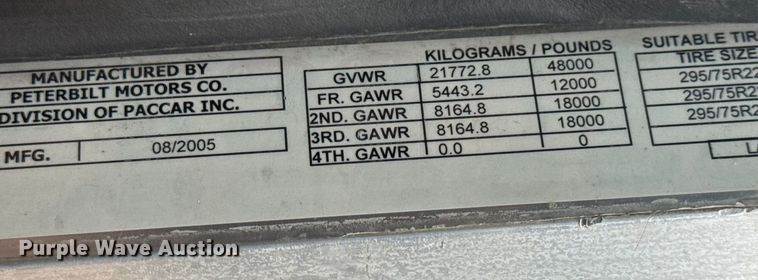 KILOGRAMS / POUNDS SUITABLE TIR
MANUFACTURED BY GVWR 21772.8 48000 TIRE SIZE
PETERBILT MOTORS CO. FR. GAWR 5443.2 12000 295/75R22
DIVISION OF PACCAR INC. 2ND. GAWR 8164.8 18000 295/75R2
3RD. GAWR 8164.8 18000 295/75R2
MFG. 08/2005 4TH. GAWR 0.0 0 LA
Purple Wave Auction